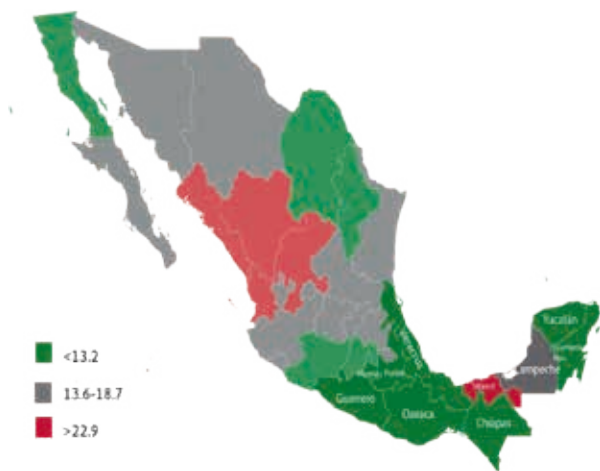 <13.2
13.6-18.7
>22.9
Yucatán
Campeche
Veracruz
Guerrero
Oaxaca
Chiapas